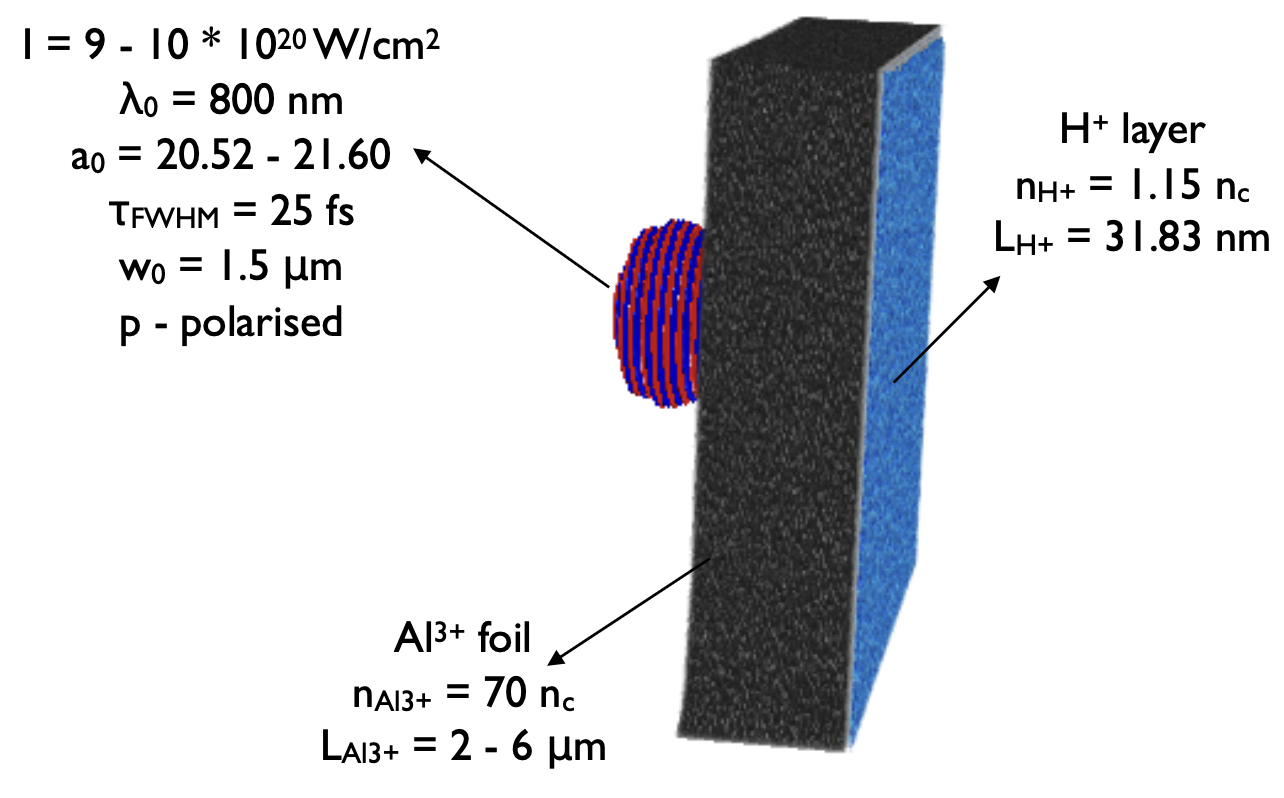 I = 9 - 10 * 10²⁰ W/cm²
λ₀ = 800 nm
a₀ = 20.52 - 21.60
τFWHM = 25 fs
w₀ = 1.5 μm
p - polarised
H⁺ layer
nH+ = 1.15 nc
LH+ = 31.83 nm
Al³⁺ foil
nAl3+ = 70 nc
LAl3+ = 2 - 6 μm